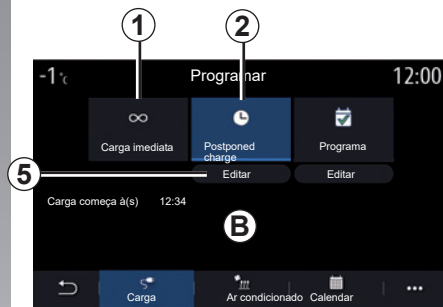 1 2
-1°C Programar 12:00
Carga imediata Postponed charge Programa
5 Editar Editar
Carga começa à(s) 12:34
B
Carga Ar condicionado Calendar